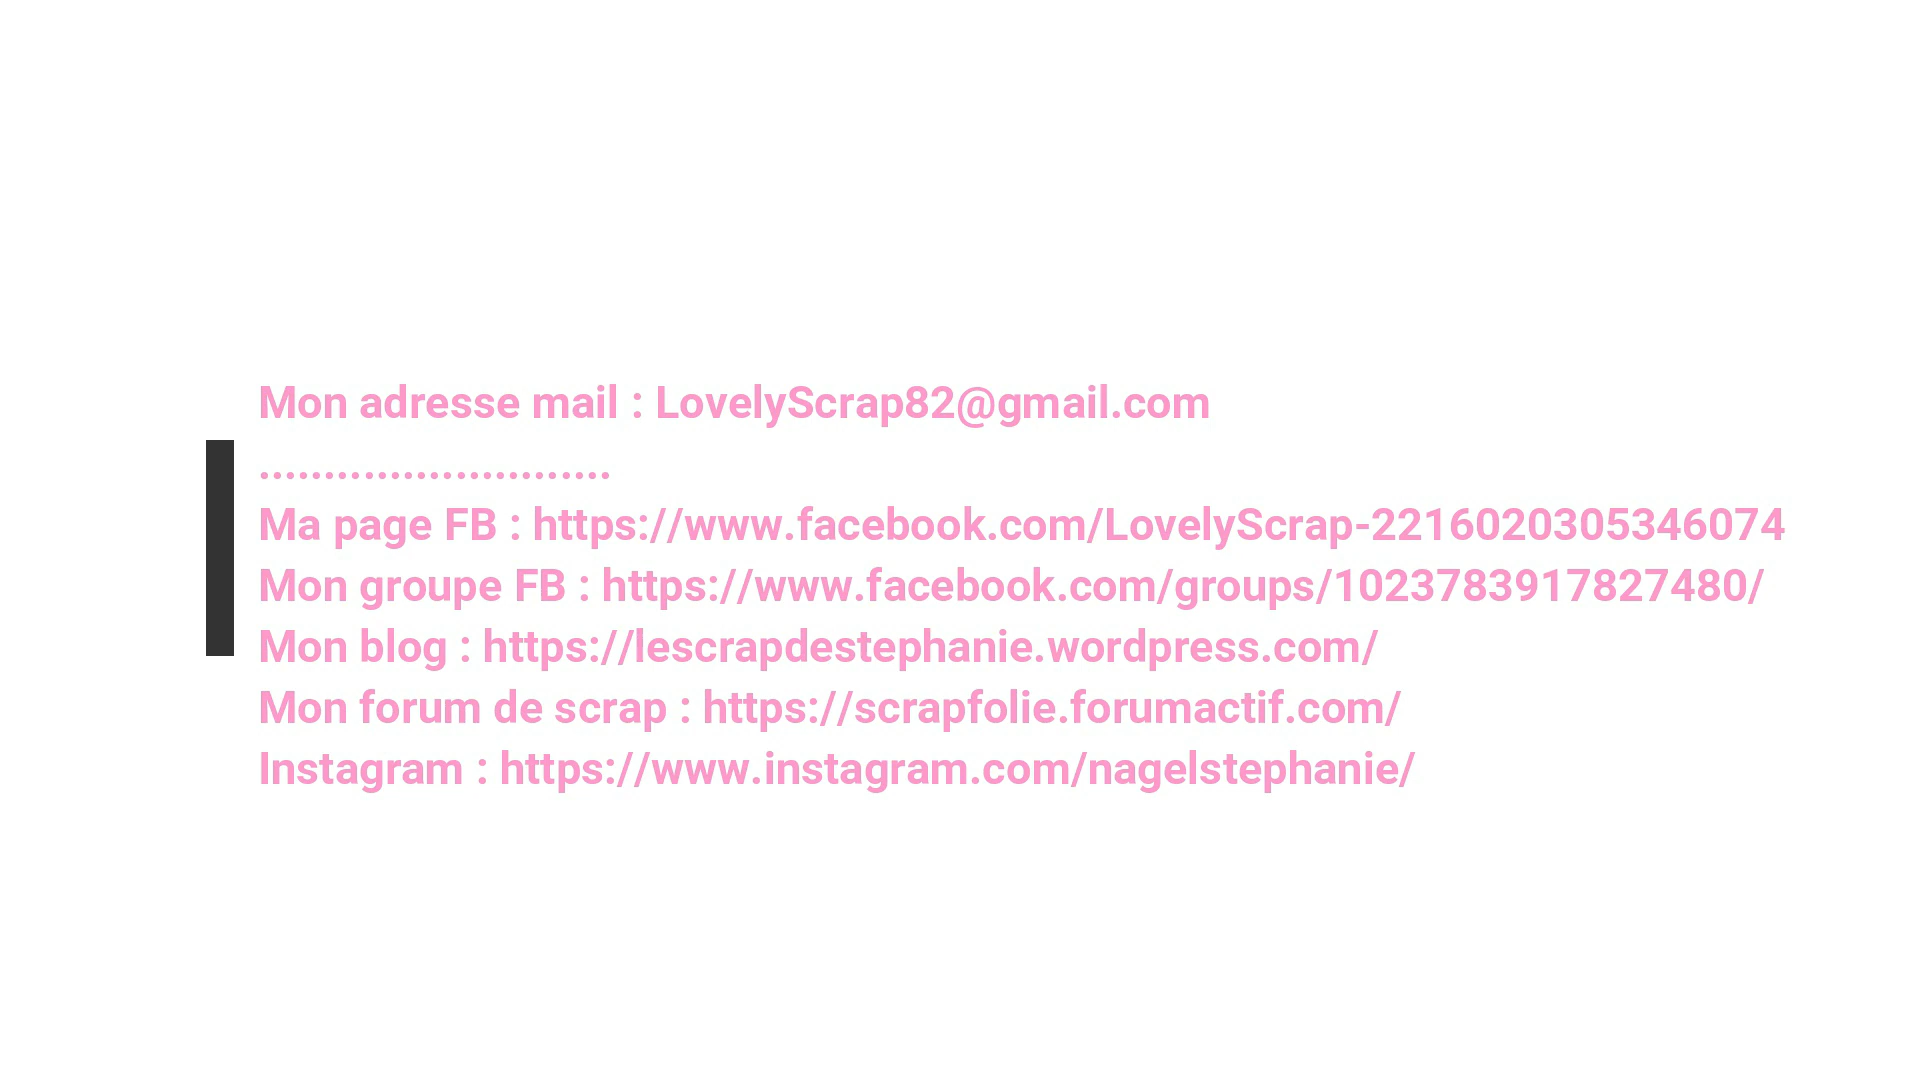 Mon adresse mail : LovelyScrap82@gmail.com
...........................
Ma page FB : https://www.facebook.com/LovelyScrap-2216020305346074
Mon groupe FB : https://www.facebook.com/groups/1023783917827480/
Mon blog : https://lescrapdestephanie.wordpress.com/
Mon forum de scrap : https://scrapfolie.forumactif.com/
Instagram : https://www.instagram.com/nagelstephanie/